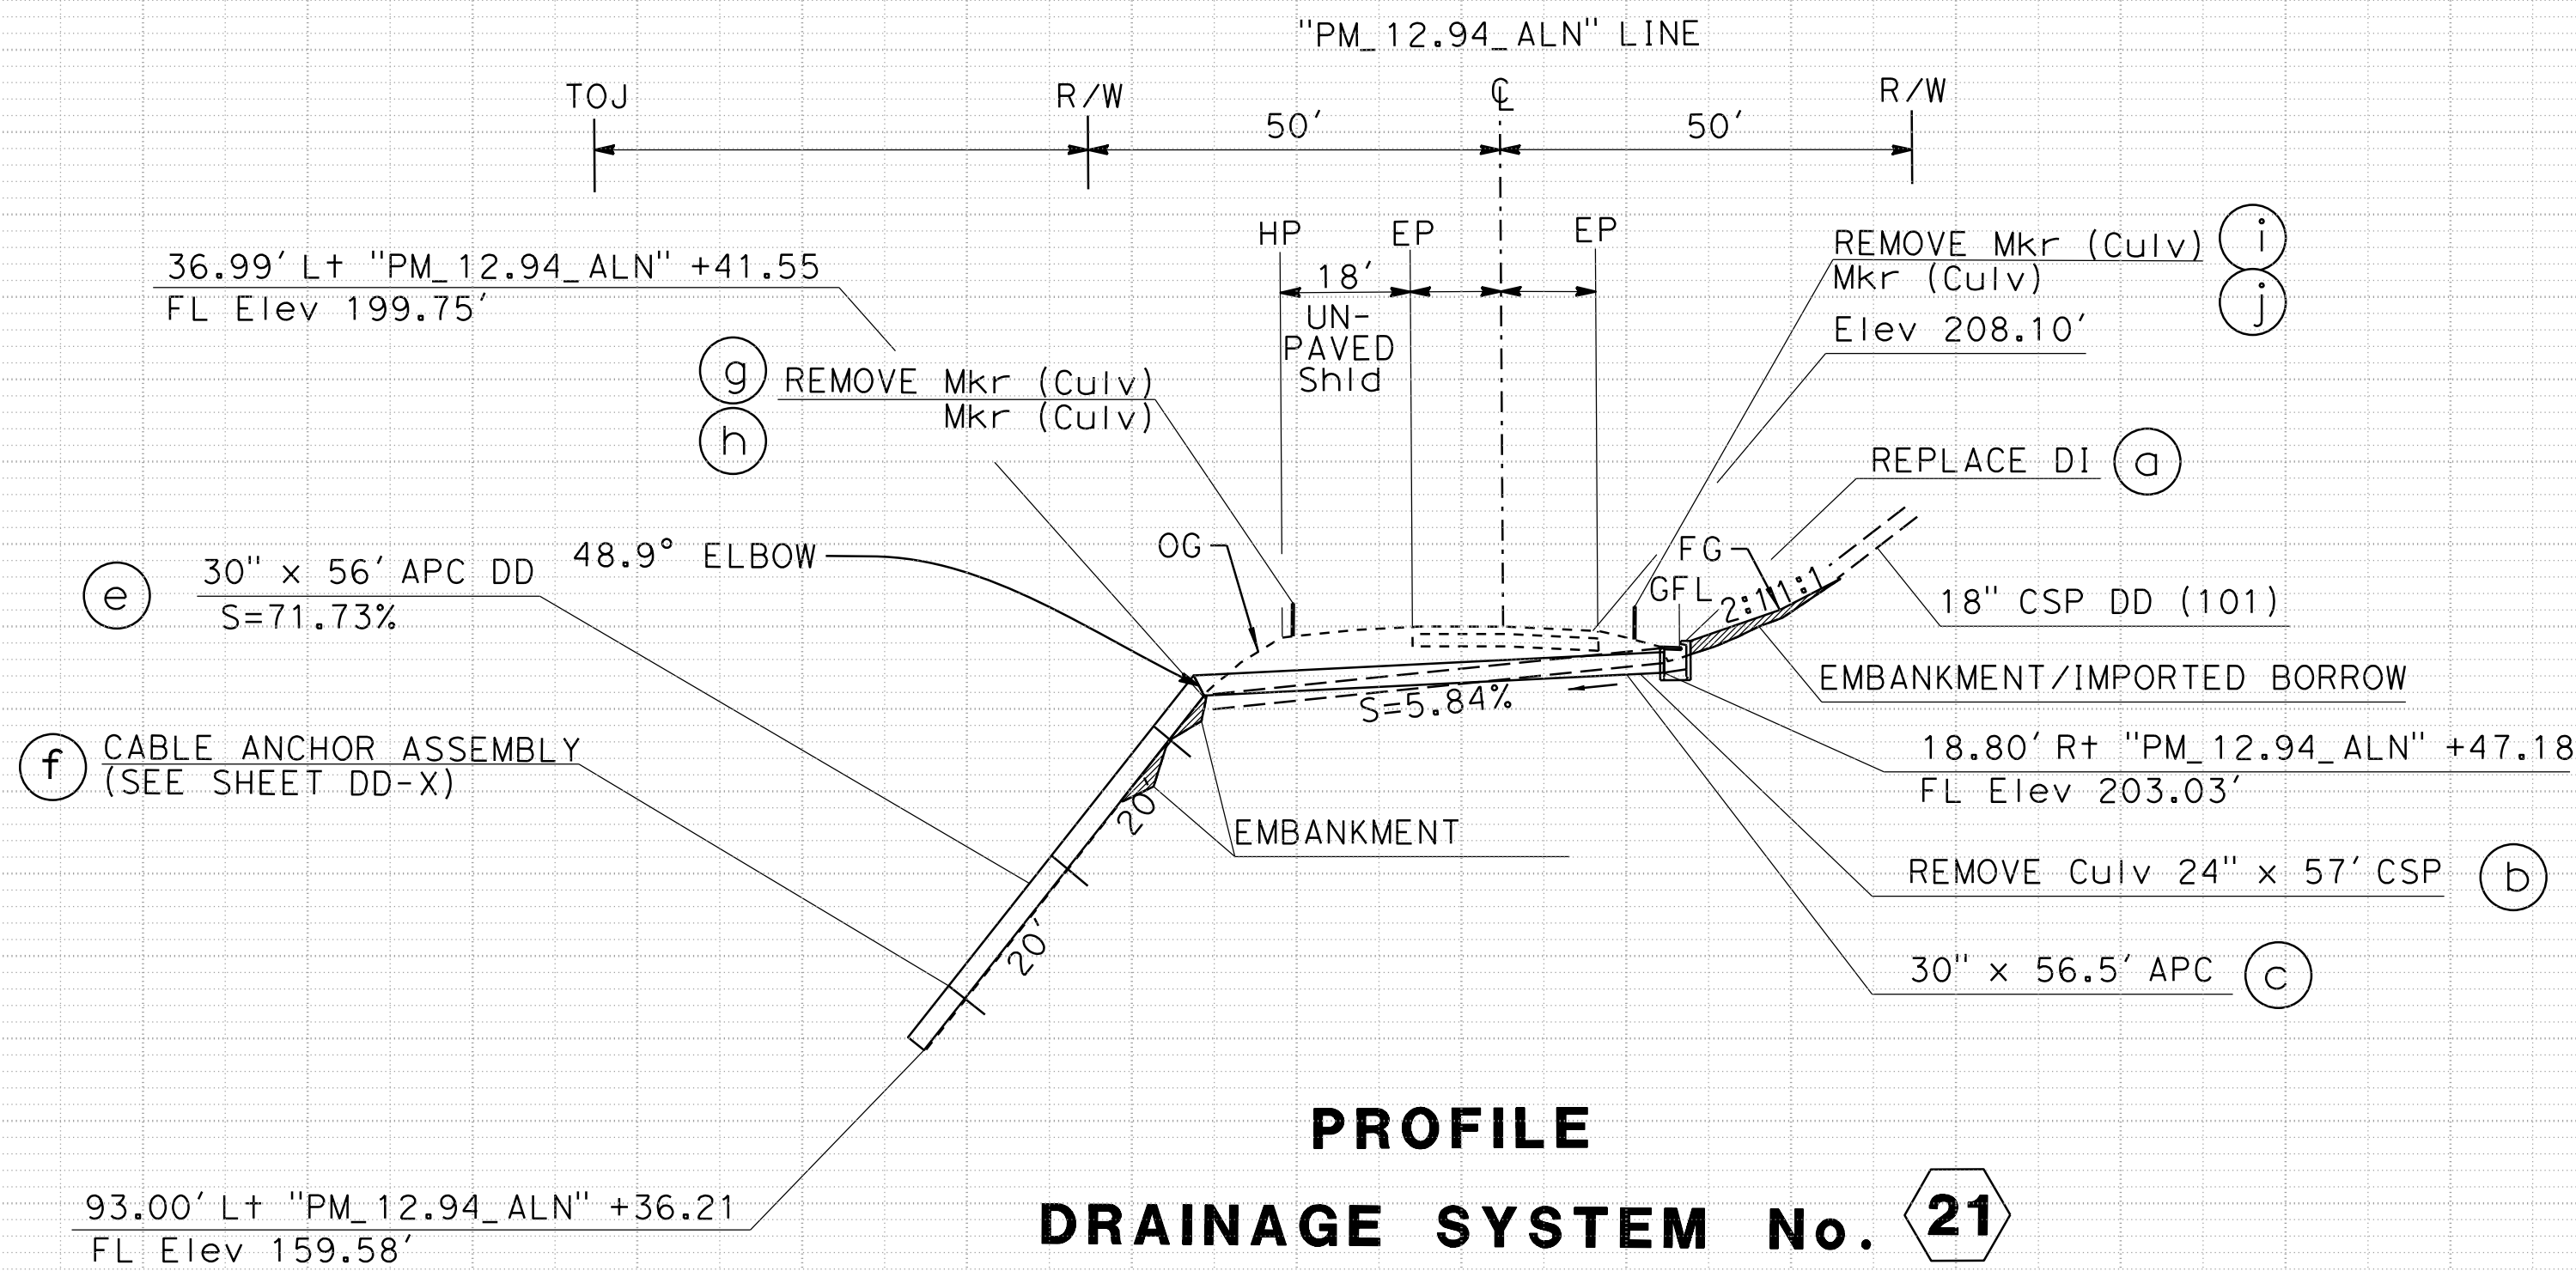 "PM_12.94_ALN" LINE
TOJ
R/W
℄
R/W
50'
50'
HP
EP
EP
18'
UN-
PAVED
Shld
36.99' Lt "PM_12.94_ALN" +41.55
FL Elev 199.75'
g
REMOVE Mkr (Culv)
h
Mkr (Culv)
REMOVE Mkr (Culv)
i
Mkr (Culv)
j
Elev 208.10'
REPLACE DI
a
e
30" x 56' APC DD
S=71.73%
48.9° ELBOW
OG
FG
GFL
2:1
1:1
18" CSP DD (101)
EMBANKMENT/IMPORTED BORROW
S=5.84%
f
CABLE ANCHOR ASSEMBLY
(SEE SHEET DD-X)
18.80' Rt "PM_12.94_ALN" +47.18
FL Elev 203.03'
20'
EMBANKMENT
REMOVE Culv 24" x 57' CSP
b
20'
30" x 56.5' APC
c
93.00' Lt "PM_12.94_ALN" +36.21
FL Elev 159.58'
PROFILE
DRAINAGE SYSTEM No.
21